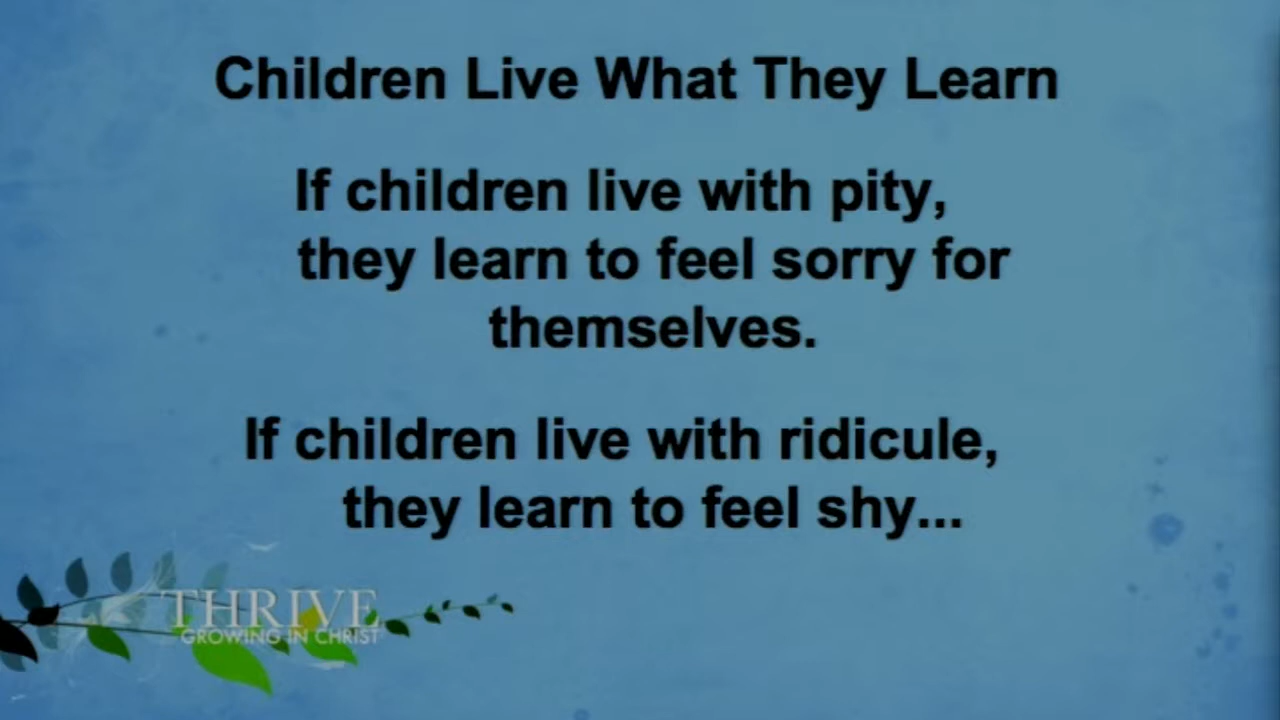 Children Live What They Learn
If children live with pity,
they learn to feel sorry for
themselves.
If children live with ridicule,
they learn to feel shy...
THRIVE
GROWING IN CHRIST